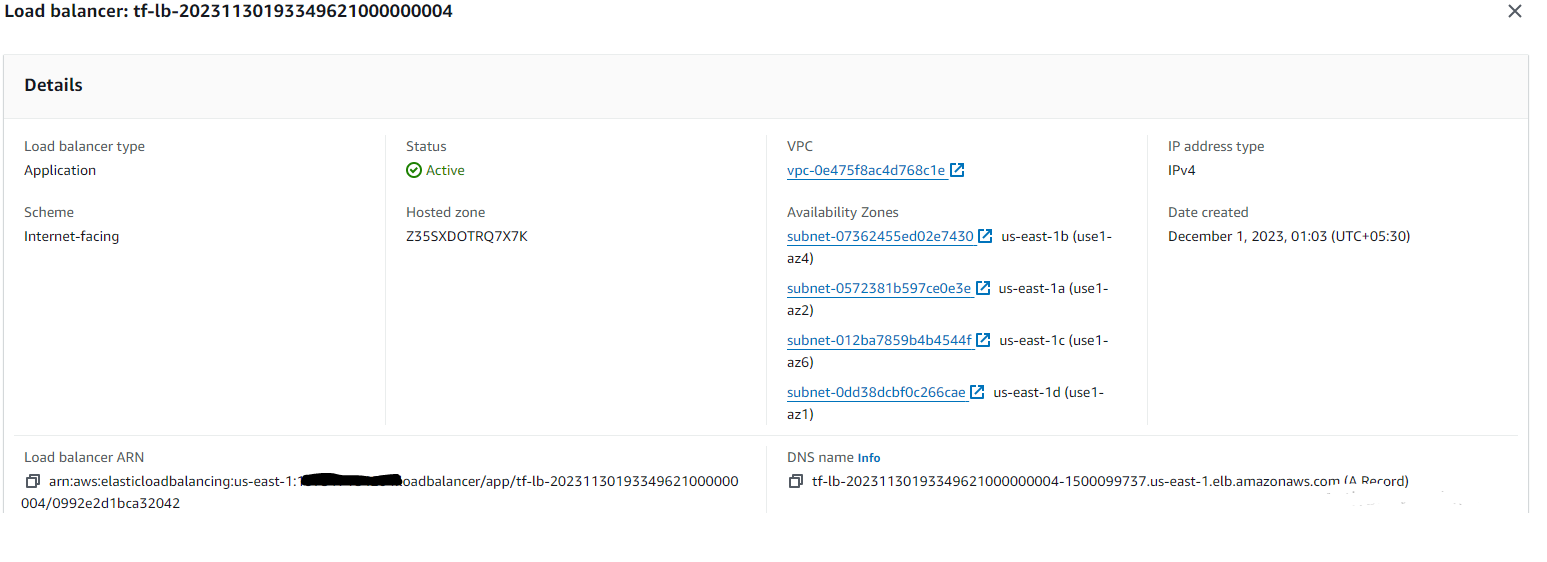 Load balancer: tf-lb-20231130193349621000000004
Details
Load balancer type
Application
Status
Active
VPC
vpc-0e475f8ac4d768c1e
IP address type
IPv4
Scheme
Internet-facing
Hosted zone
Z35SXDOTRQ7X7K
Availability Zones
subnet-07362455ed02e7430 us-east-1b (use1-
az4)
subnet-0572381b597ce0e3e us-east-1a (use1-
az2)
subnet-012ba7859b4b4544f us-east-1c (use1-
az6)
subnet-0dd38dcbf0c266cae us-east-1d (use1-
az1)
Date created
December 1, 2023, 01:03 (UTC+05:30)
Load balancer ARN
arn:aws:elasticloadbalancing:us-east-1: oadbalancer/app/tf-lb-20231130193349621000000
004/0992e2d1bca32042
DNS name Info
tf-lb-20231130193349621000000004-1500099737.us-east-1.elb.amazonaws.com (A Record)